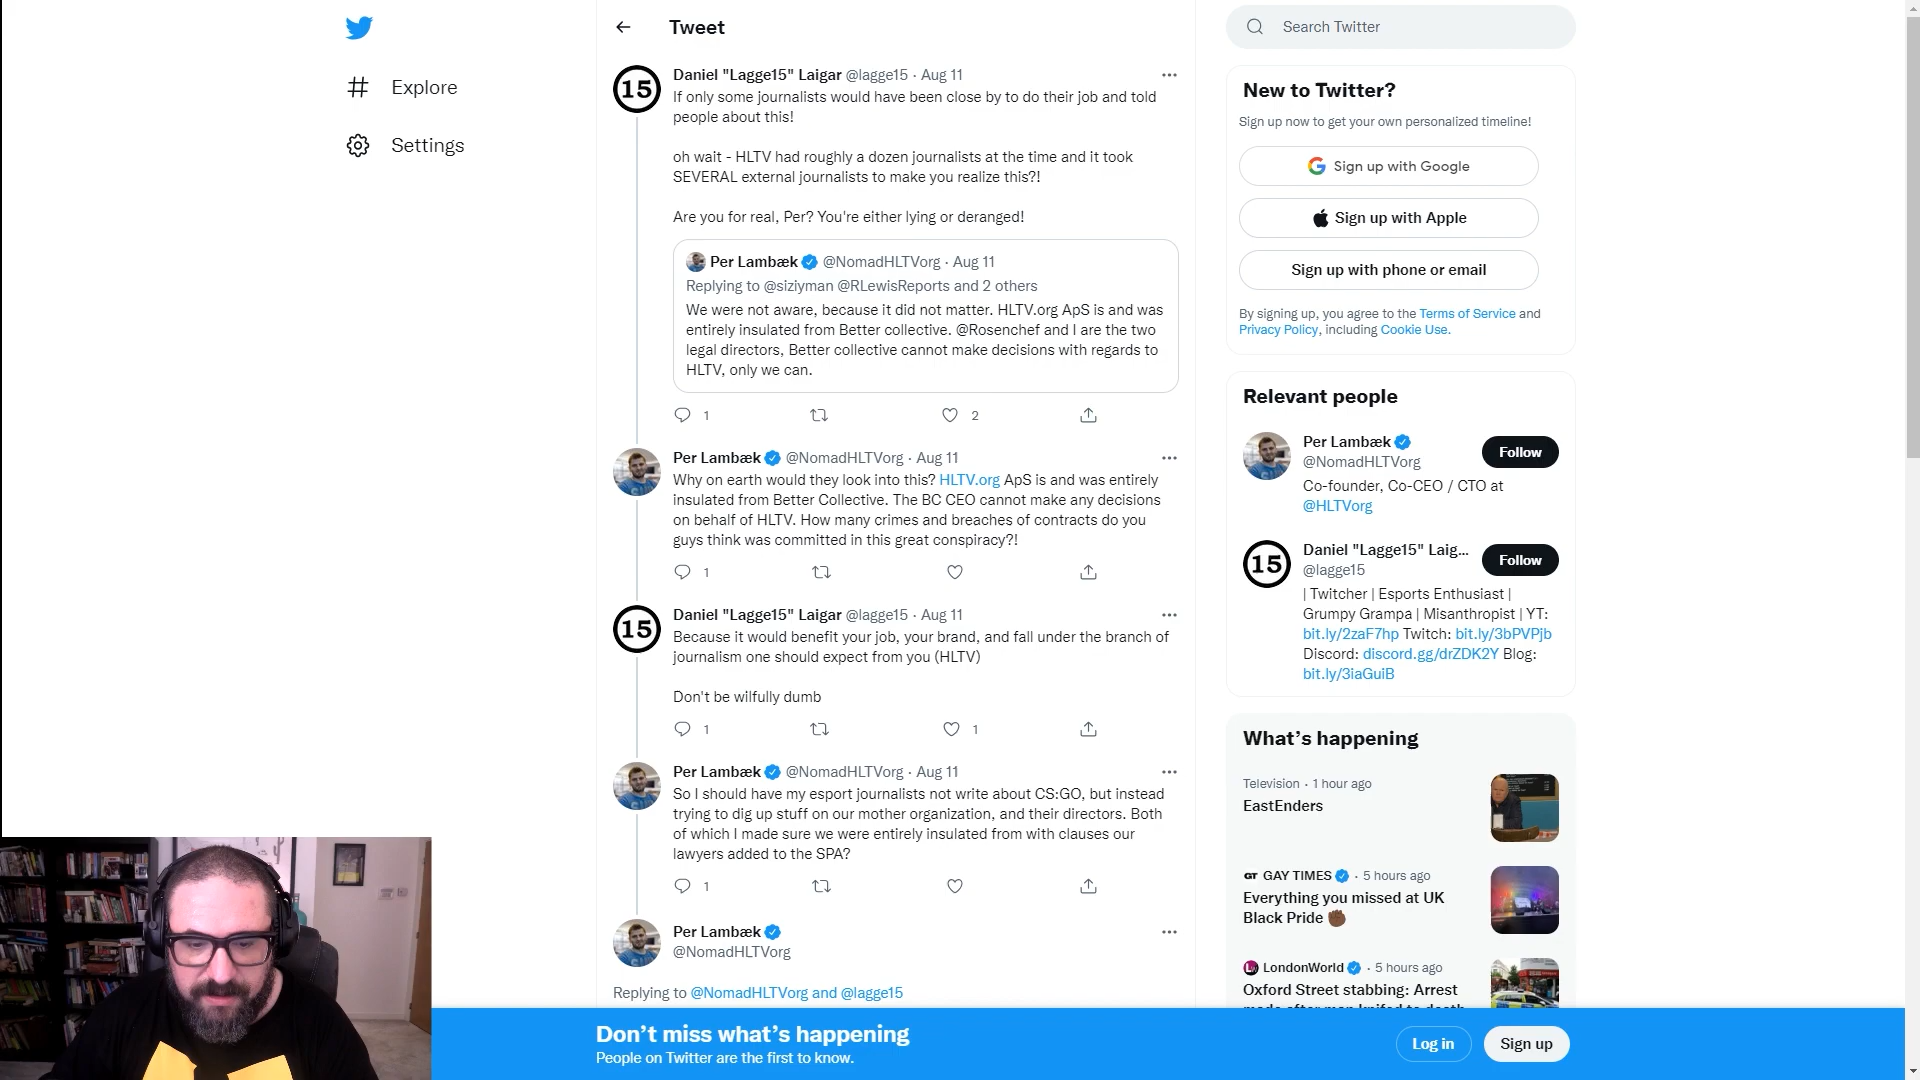 Tweet
Search Twitter
Explore
Settings
Daniel "Lagge15" Laigar @lagge15 · Aug 11
15
If only some journalists would have been close by to do their job and told
people about this!
oh wait - HLTV had roughly a dozen journalists at the time and it took
SEVERAL external journalists to make you realize this?!
Are you for real, Per? You're either lying or deranged!
Per Lambæk @NomadHLTVorg · Aug 11
Replying to @siziyman @RLewisReports and 2 others
We were not aware, because it did not matter. HLTV.org ApS is and was
entirely insulated from Better collective. @Rosenchef and I are the two
legal directors, Better collective cannot make decisions with regards to
HLTV, only we can.
1
2
Per Lambæk @NomadHLTVorg · Aug 11
Why on earth would they look into this? HLTV.org ApS is and was entirely
insulated from Better Collective. The BC CEO cannot make any decisions
on behalf of HLTV. How many crimes and breaches of contracts do you
guys think was committed in this great conspiracy?!
1
Daniel "Lagge15" Laigar @lagge15 · Aug 11
15
Because it would benefit your job, your brand, and fall under the branch of
journalism one should expect from you (HLTV)
Don't be wilfully dumb
1
1
Per Lambæk @NomadHLTVorg · Aug 11
So I should have my esport journalists not write about CS:GO, but instead
trying to dig up stuff on our mother organization, and their directors. Both
of which I made sure we were entirely insulated from with clauses our
lawyers added to the SPA?
1
Per Lambæk
@NomadHLTVorg
Replying to @NomadHLTVorg and @lagge15
New to Twitter?
Sign up now to get your own personalized timeline!
Sign up with Google
Sign up with Apple
Sign up with phone or email
By signing up, you agree to the Terms of Service and
Privacy Policy, including Cookie Use.
Relevant people
Per Lambæk
@NomadHLTVorg
Follow
Co-founder, Co-CEO / CTO at
@HLTVorg
15
Daniel "Lagge15" Laig...
@lagge15
Follow
| Twitcher | Esports Enthusiast |
Grumpy Grampa | Misanthropist | YT:
bit.ly/2zaF7hp Twitch: bit.ly/3bPVPjb
Discord: discord.gg/drZDK2Y Blog:
bit.ly/3iaGuiB
What's happening
Television · 1 hour ago
EastEnders
GT GAY TIMES · 5 hours ago
Everything you missed at UK
Black Pride ✊🏾
LondonWorld · 5 hours ago
Oxford Street stabbing: Arrest
Don't miss what's happening
People on Twitter are the first to know.
Log in
Sign up